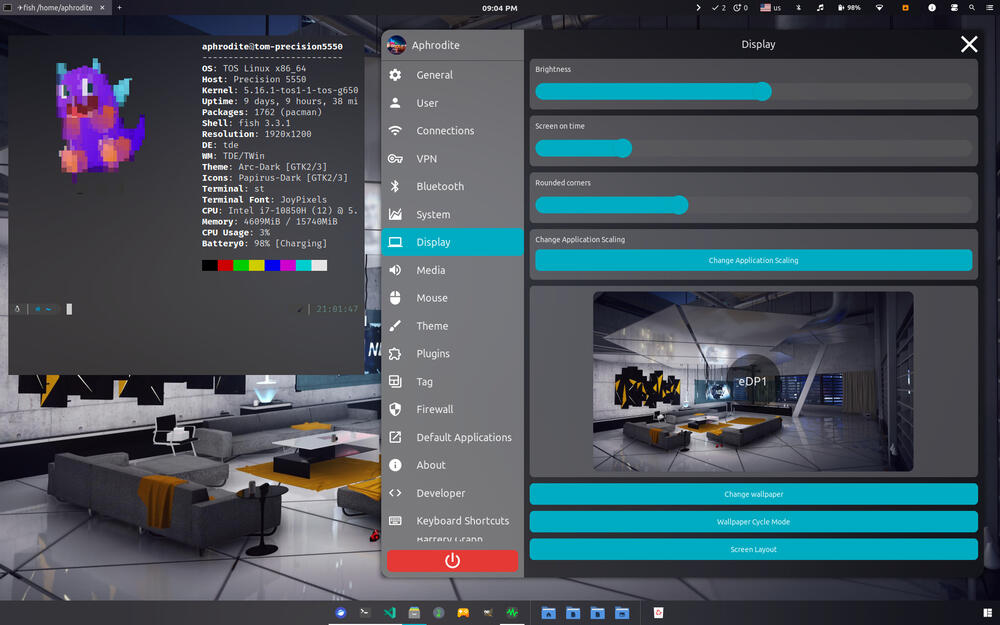 fish /home/aphrodite
09:04 PM
2
0
us
98%
aphrodite@tom-precision5550
---------------------------
OS: TOS Linux x86_64
Host: Precision 5550
Kernel: 5.16.1-tos1-1-tos-g650
Uptime: 9 days, 9 hours, 38 mi
Packages: 1762 (pacman)
Shell: fish 3.3.1
Resolution: 1920x1200
DE: tde
WM: TDE/TWin
Theme: Arc-Dark [GTK2/3]
Icons: Papirus-Dark [GTK2/3]
Terminal: st
Terminal Font: JoyPixels
CPU: Intel i7-10850H (12) @ 5.
Memory: 4609MiB / 15740MiB
CPU Usage: 3%
Battery0: 98% [Charging]
~
21:01:47
Aphrodite
General
User
Connections
VPN
Bluetooth
System
Display
Media
Mouse
Theme
Plugins
Tag
Firewall
Default Applications
About
Developer
Keyboard Shortcuts
Battery Graph
Display
Brightness
Screen on time
Rounded corners
Change Application Scaling
Change Application Scaling
eDP1
Change wallpaper
Wallpaper Cycle Mode
Screen Layout